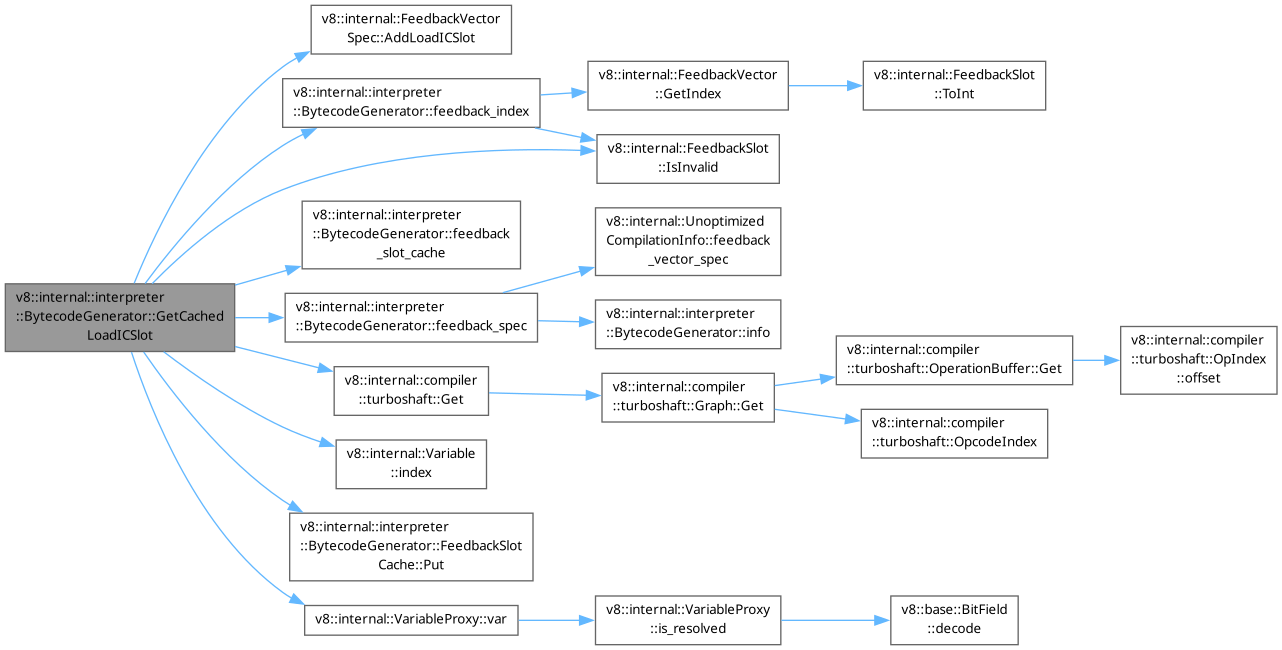 v8::internal::FeedbackVector
Spec::AddLoadICSlot
v8::internal::interpreter
::BytecodeGenerator::feedback_index
v8::internal::FeedbackVector
::GetIndex
v8::internal::FeedbackSlot
::ToInt
v8::internal::FeedbackSlot
::IsInvalid
v8::internal::interpreter
::BytecodeGenerator::feedback
_slot_cache
v8::internal::Unoptimized
CompilationInfo::feedback
_vector_spec
v8::internal::interpreter
::BytecodeGenerator::GetCached
LoadICSlot
v8::internal::interpreter
::BytecodeGenerator::feedback_spec
v8::internal::interpreter
::BytecodeGenerator::info
v8::internal::compiler
::turboshaft::Get
v8::internal::compiler
::turboshaft::Graph::Get
v8::internal::compiler
::turboshaft::OperationBuffer::Get
v8::internal::compiler
::turboshaft::OpIndex
::offset
v8::internal::compiler
::turboshaft::OpcodeIndex
v8::internal::Variable
::index
v8::internal::interpreter
::BytecodeGenerator::FeedbackSlot
Cache::Put
v8::internal::VariableProxy::var
v8::internal::VariableProxy
::is_resolved
v8::base::BitField
::decode